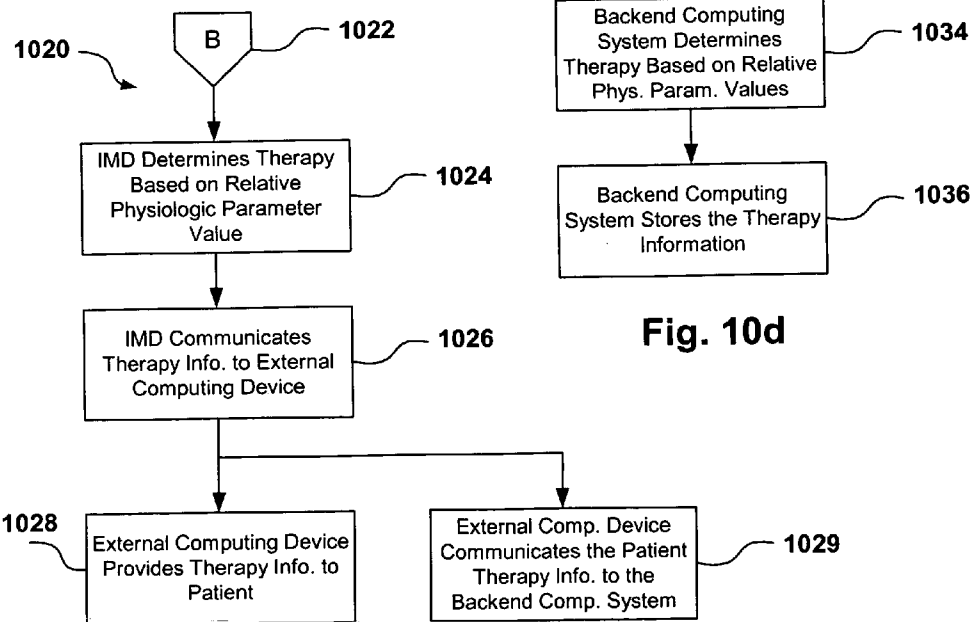 B
1022
1020
IMD Determines Therapy
Based on Relative
Physiologic Parameter
Value
1024
IMD Communicates
Therapy Info. to External
Computing Device
1026
1028
External Computing Device
Provides Therapy Info. to
Patient
External Comp. Device
Communicates the Patient
Therapy Info. to the
Backend Comp. System
1029
Backend Computing
System Determines
Therapy Based on Relative
Phys. Param. Values
1034
Backend Computing
System Stores the Therapy
Information
1036
Fig. 10d